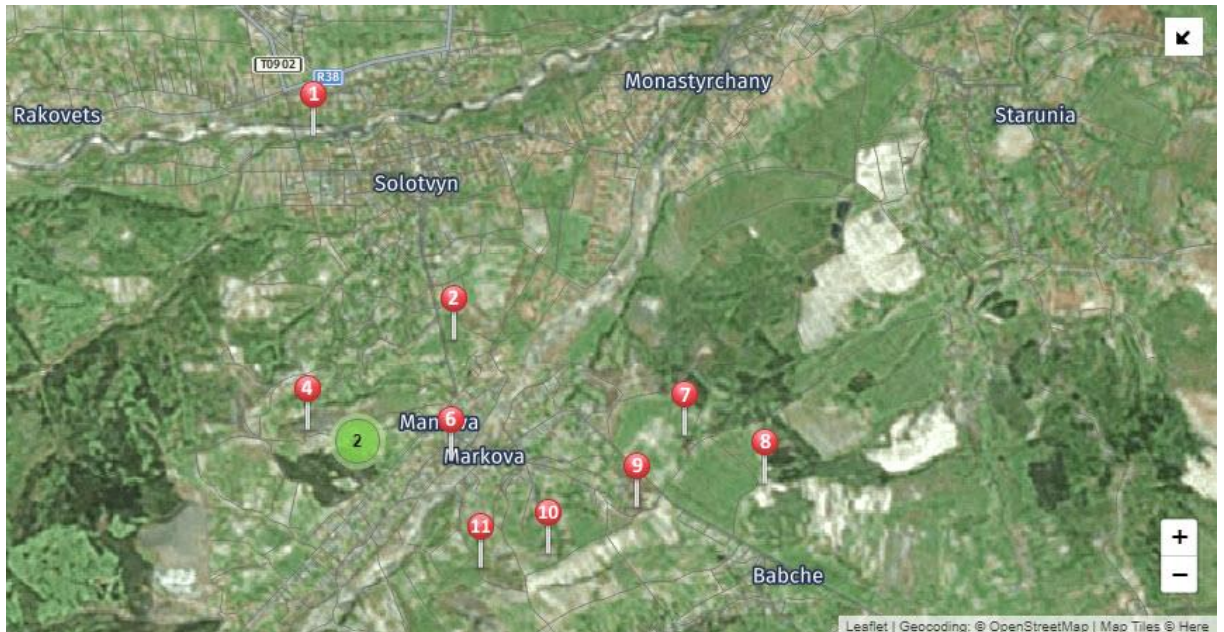 T0902
R38
1
Rakovets
Monastyrchany
Starunia
Solotvyn
2
4
7
6
Markova
2
8
9
10
11
Babche
+
−
Leaflet | Geocoding: © OpenStreetMap | Map Tiles © Here